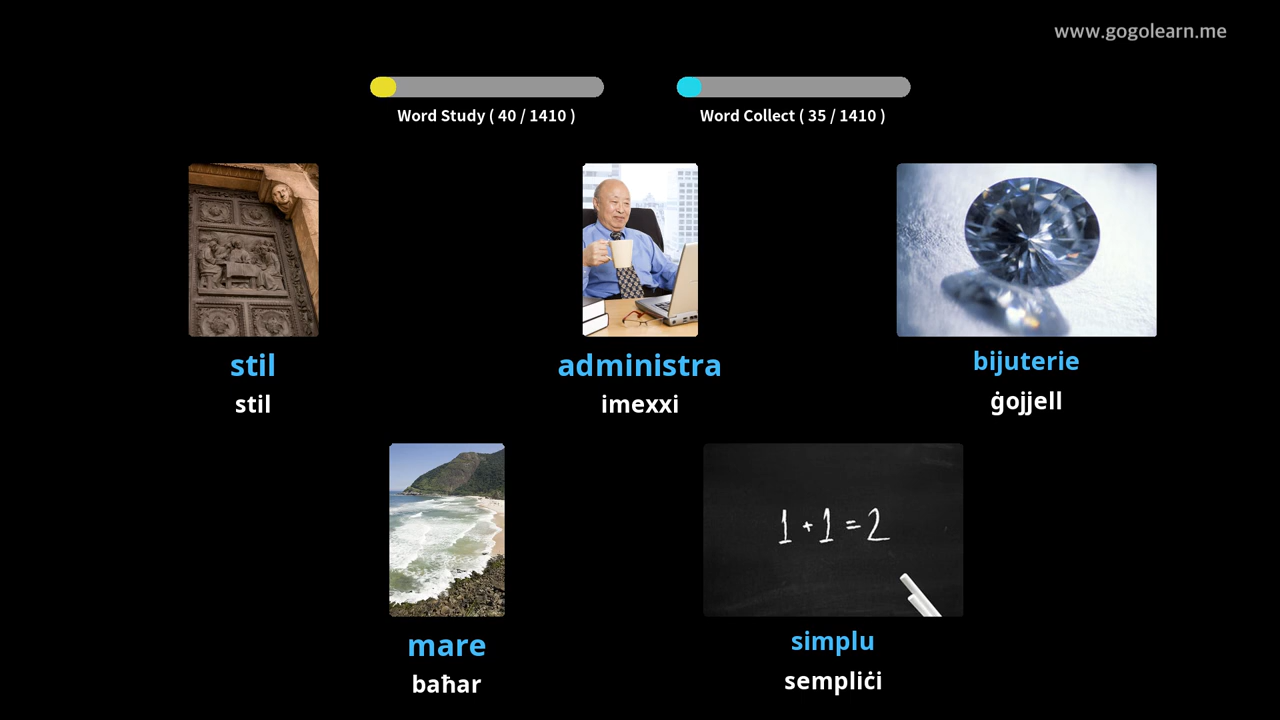 www.gogolearn.me
Word Study ( 40 / 1410 )
Word Collect ( 35 / 1410 )
stil
stil
administra
imexxi
bijuterie
ġojjell
1 + 1 = 2
mare
baħar
simplu
sempliċi